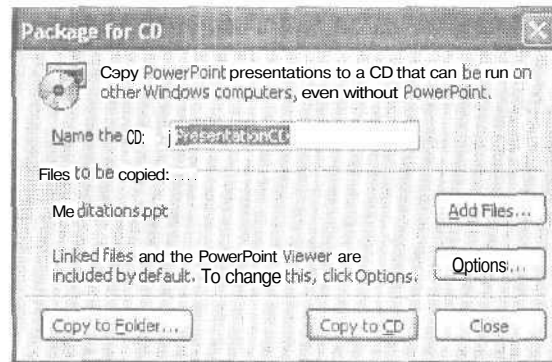 Package for CD
Copy PowerPoint presentations to a CD that can be run on
other Windows computers, even without PowerPoint.
Name the CD: PresentationCD
Files to be copied:
Meditations.ppt
Add Files...
Linked files and the PowerPoint Viewer are
included by default. To change this, click Options.
Options...
Copy to Folder... Copy to CD Close